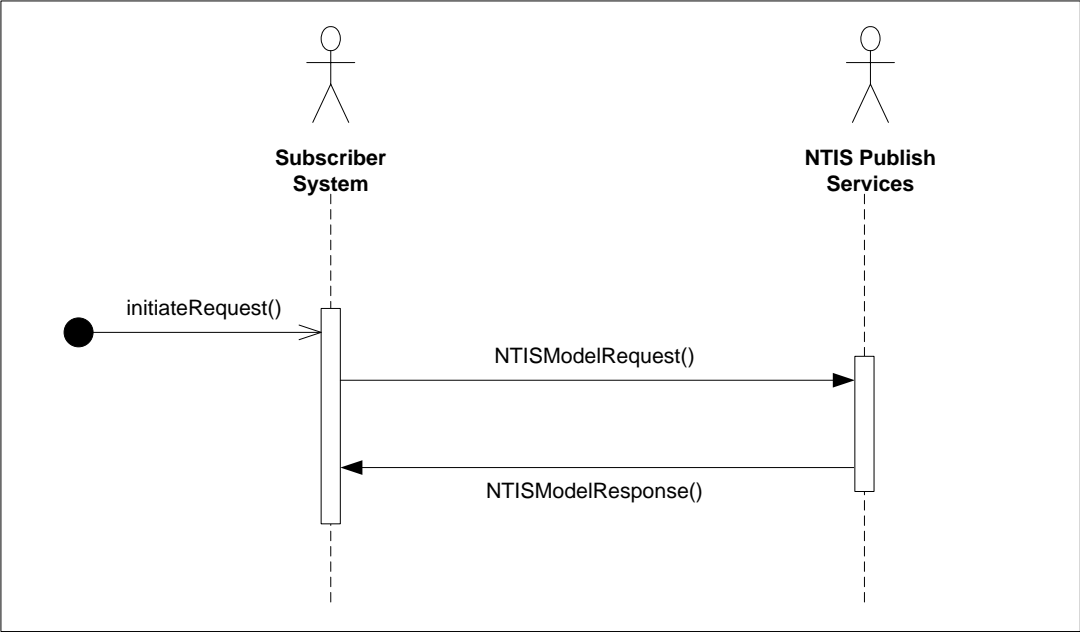 Subscriber
System
NTIS Publish
Services
initiateRequest()
NTISModelRequest()
NTISModelResponse()